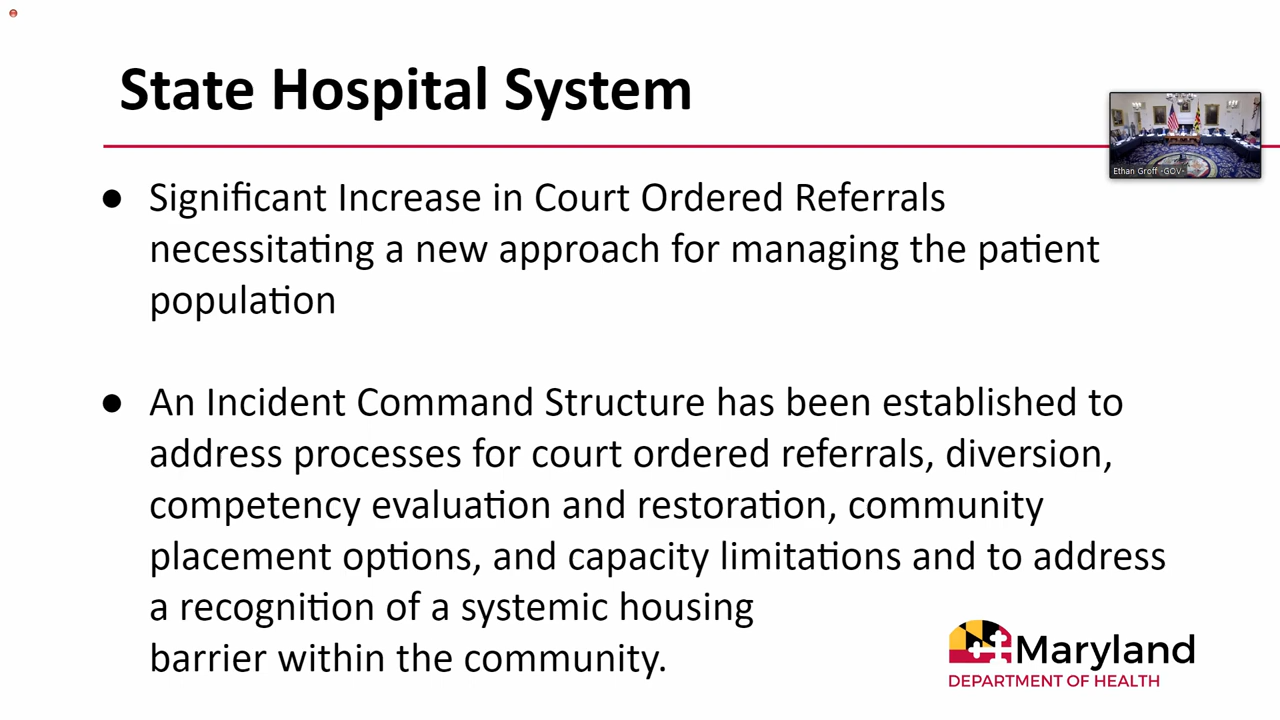 State Hospital System
Ethan Groff -GOV-
● Significant Increase in Court Ordered Referrals
necessitating a new approach for managing the patient
population
● An Incident Command Structure has been established to
address processes for court ordered referrals, diversion,
competency evaluation and restoration, community
placement options, and capacity limitations and to address
a recognition of a systemic housing
barrier within the community.
Maryland
DEPARTMENT OF HEALTH